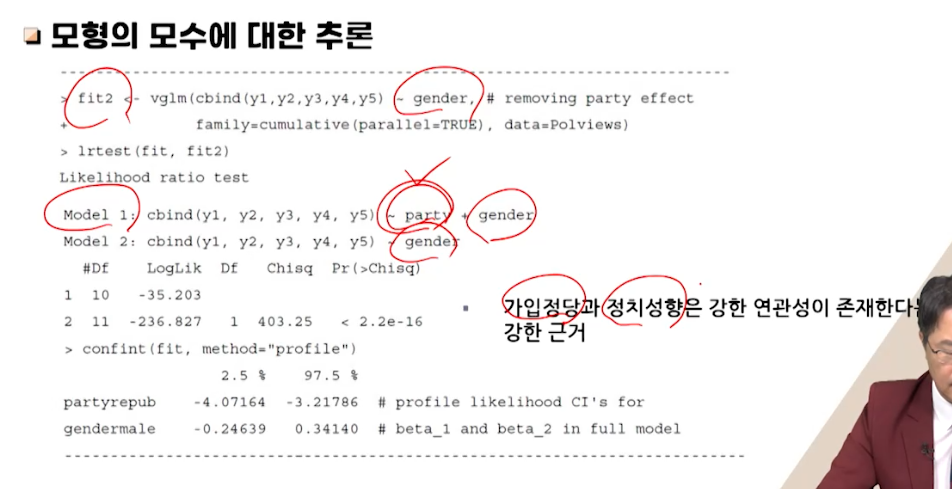 모형의 모수에 대한 추론
> fit2 <- vglm(cbind(y1,y2,y3,y4,y5) ~ gender, # removing party effect
+ family=cumulative(parallel=TRUE), data=Polviews)
> lrtest(fit, fit2)
Likelihood ratio test
Model 1: cbind(y1, y2, y3, y4, y5) ~ party + gender
Model 2: cbind(y1, y2, y3, y4, y5) ~ gender
#Df LogLik Df Chisq Pr(>Chisq)
1 10 -35.203
2 11 -236.827 1 403.25 < 2.2e-16
> confint(fit, method="profile")
2.5 % 97.5 %
partyrepub -4.07164 -3.21786 # profile likelihood CI's for
gendermale -0.24639 0.34140 # beta_1 and beta_2 in full model
가입정당과 정치성향은 강한 연관성이 존재한다는
강한 근거